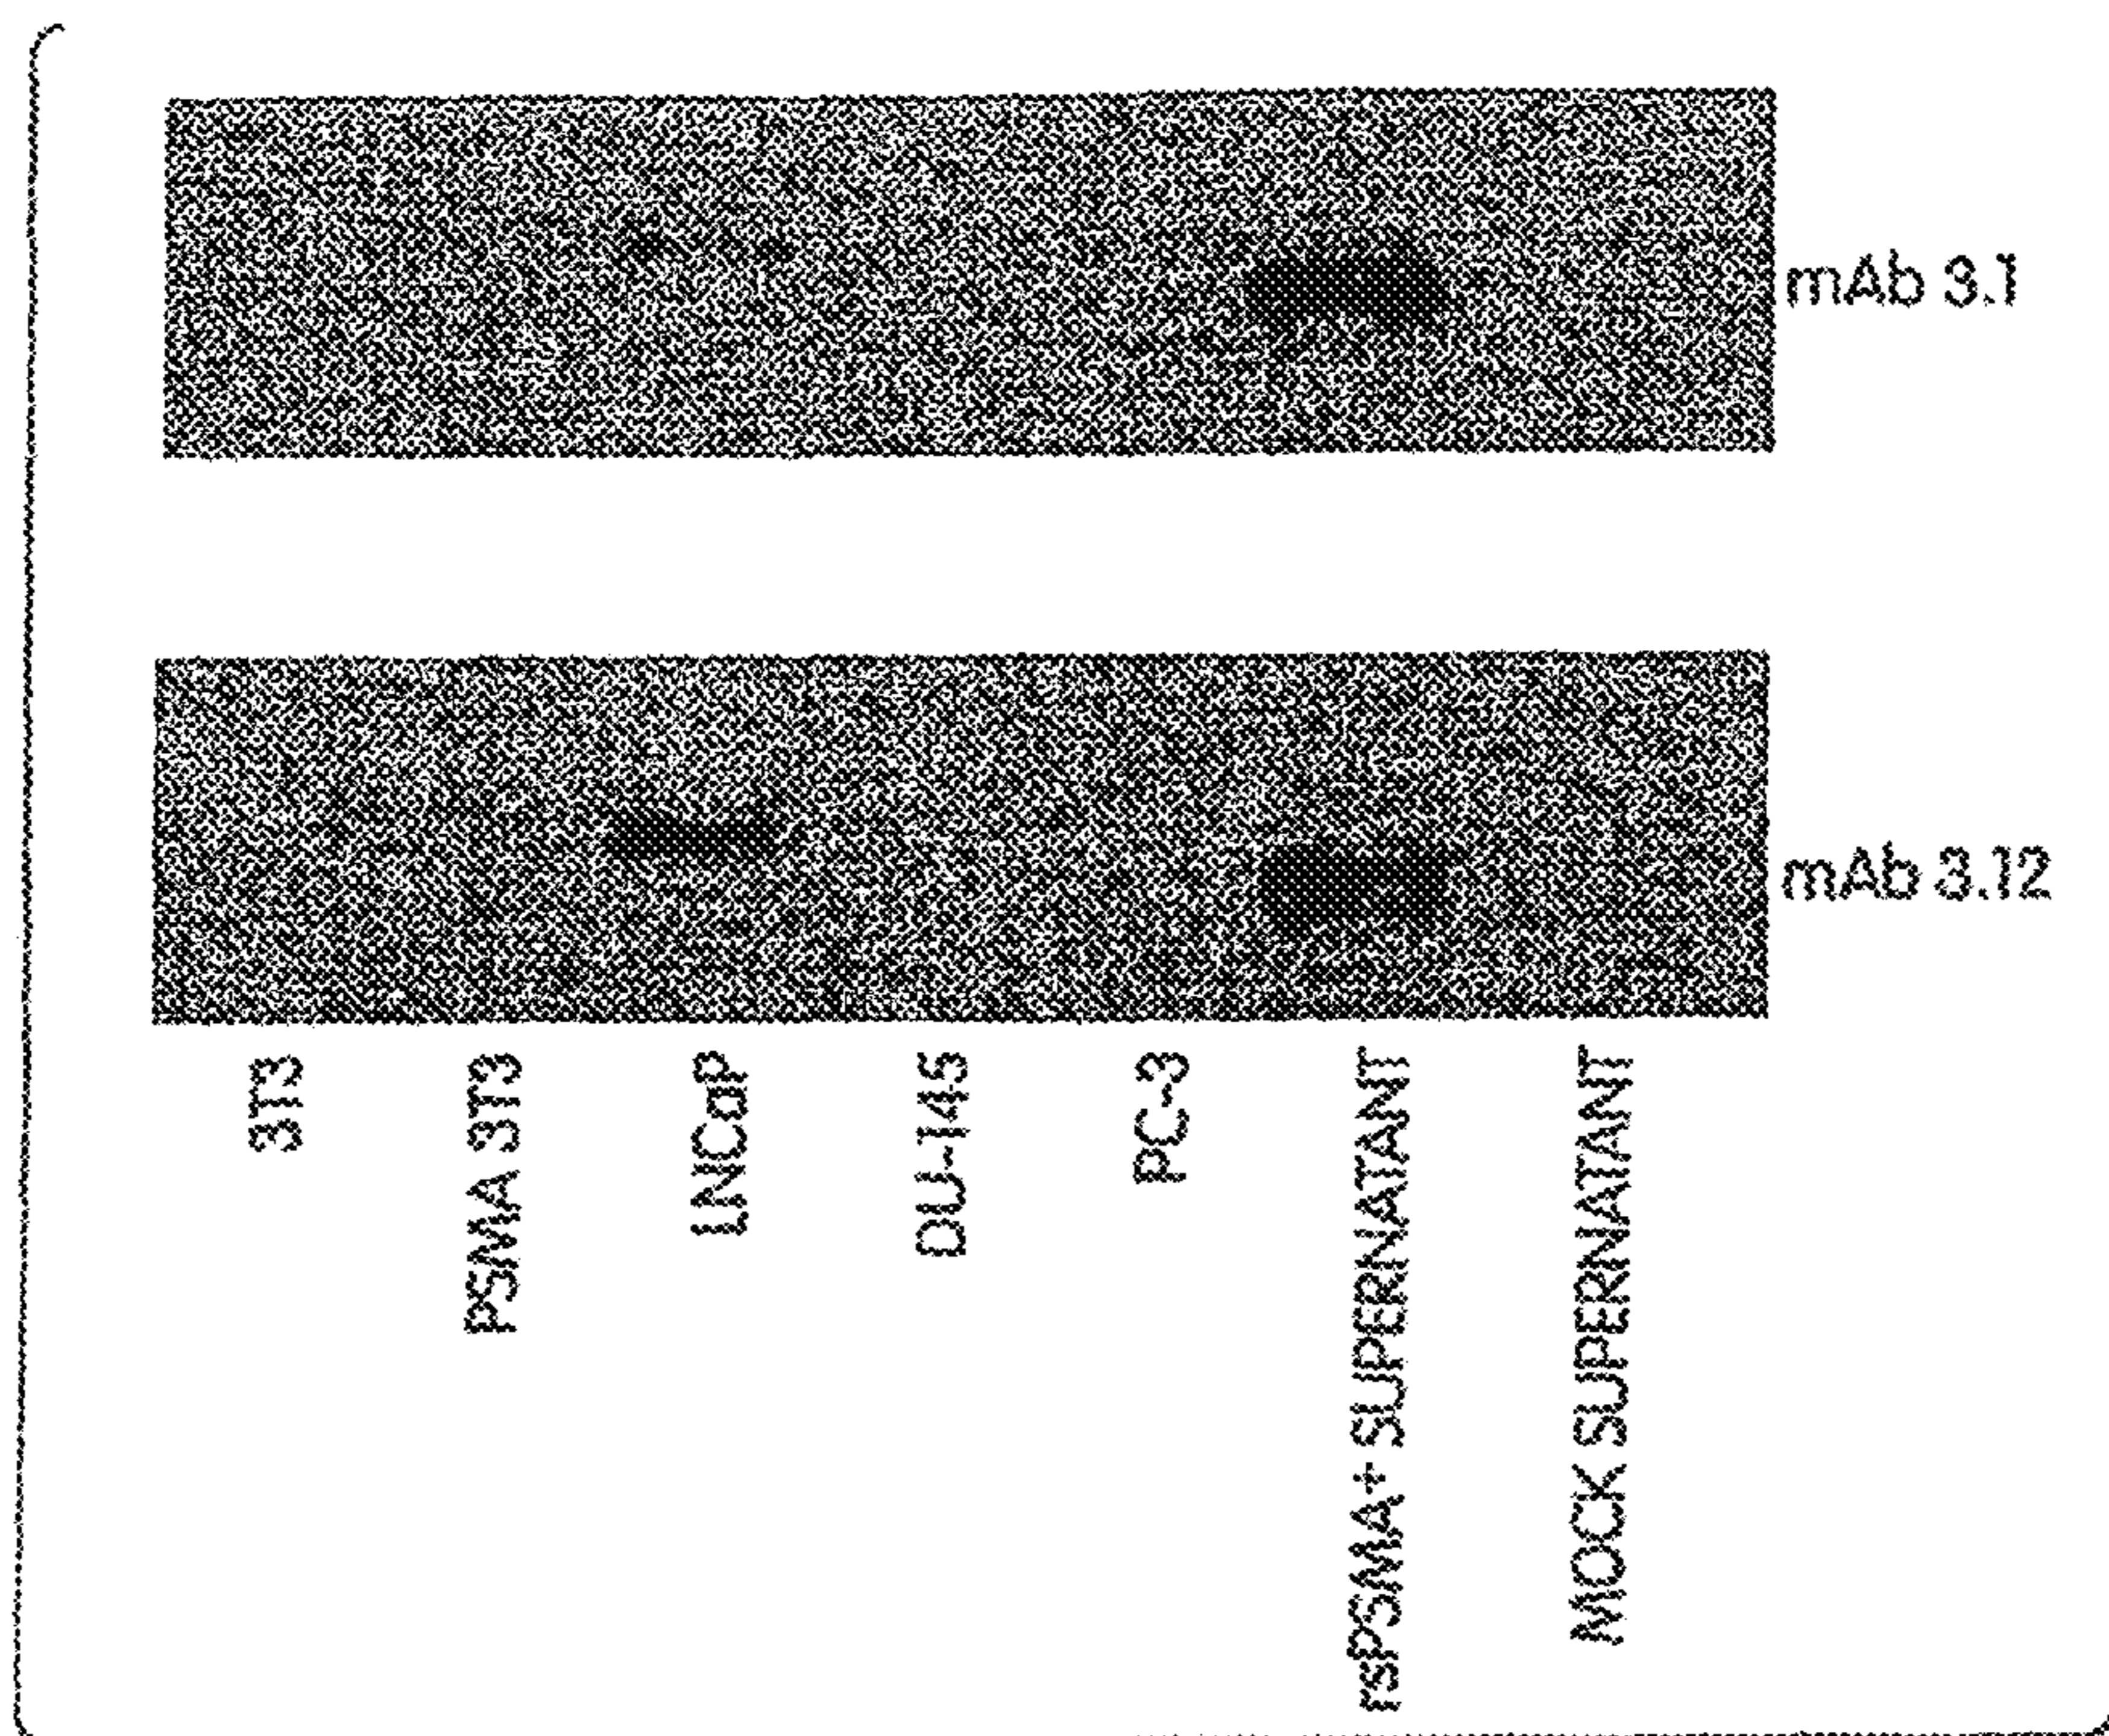 mAb 3.1
mAb 3.12
3T3
PSMA 3T3
LNCaP
DU-145
PC-3
rsPSMA+ SUPERNATANT
MOCK SUPERNATANT